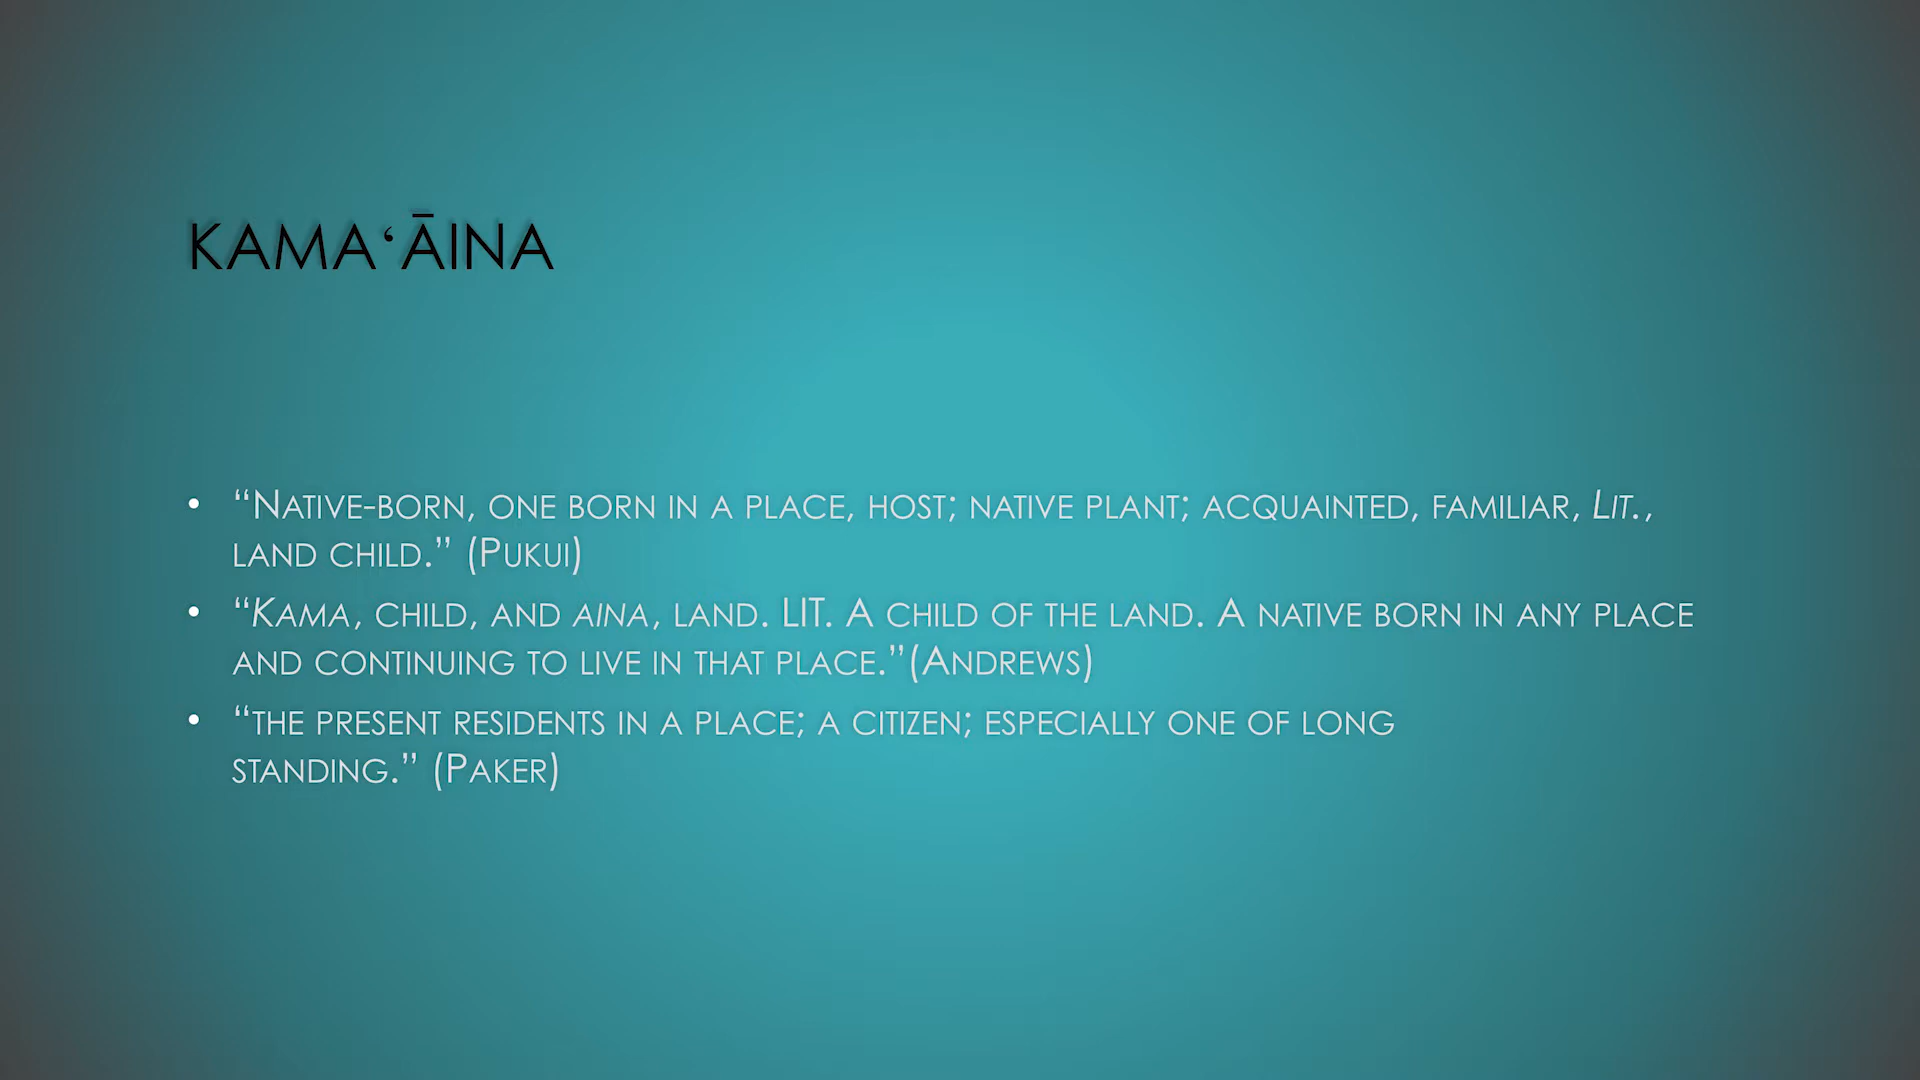 KAMAʻĀINA
• “Native-born, one born in a place, host; native plant; acquainted, familiar, Lit.,
land child.” (Pukui)
• “Kama, child, and aina, land. LIT. A child of the land. A native born in any place
and continuing to live in that place.”(Andrews)
• “the present residents in a place; a citizen; especially one of long
standing.” (Paker)